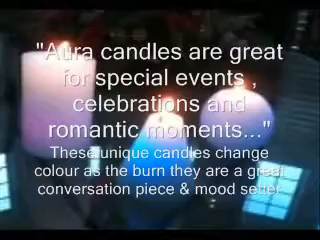 "Aura candles are great
for special events ,
celebrations and
romantic moments..."
These unique candles change
colour as the burn they are a great
conversation piece & mood setter